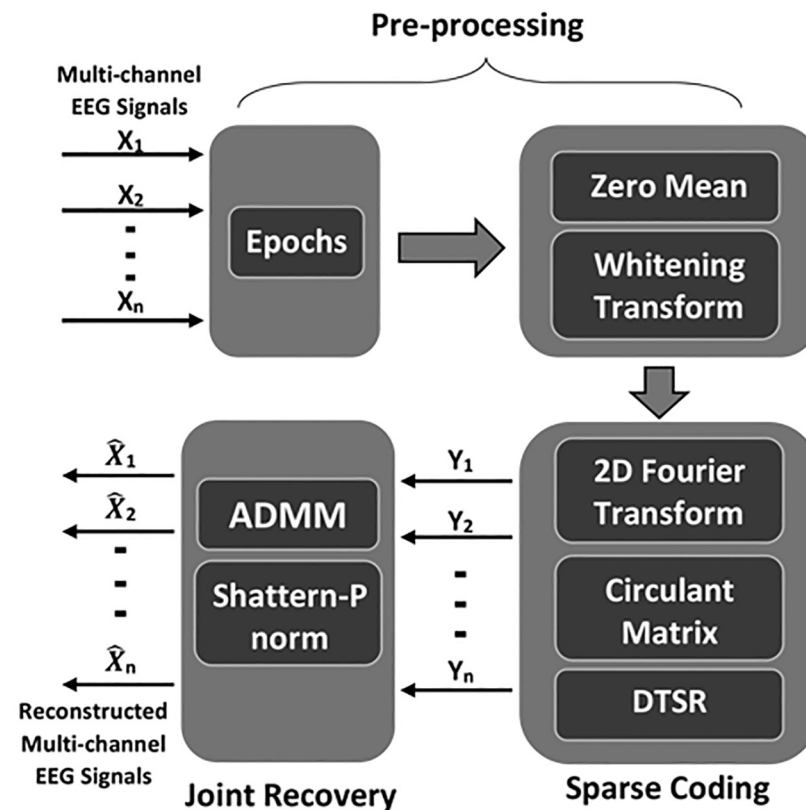 Pre-processing
Multi-channel
EEG Signals
X1
X2
Xn
Epochs
Zero Mean
Whitening
Transform
2D Fourier
Transform
Circulant
Matrix
DTSR
Sparse Coding
Y1
Y2
Yn
ADMM
Shattern-P
norm
Joint Recovery
X̂1
X̂2
X̂n
Reconstructed
Multi-channel
EEG Signals